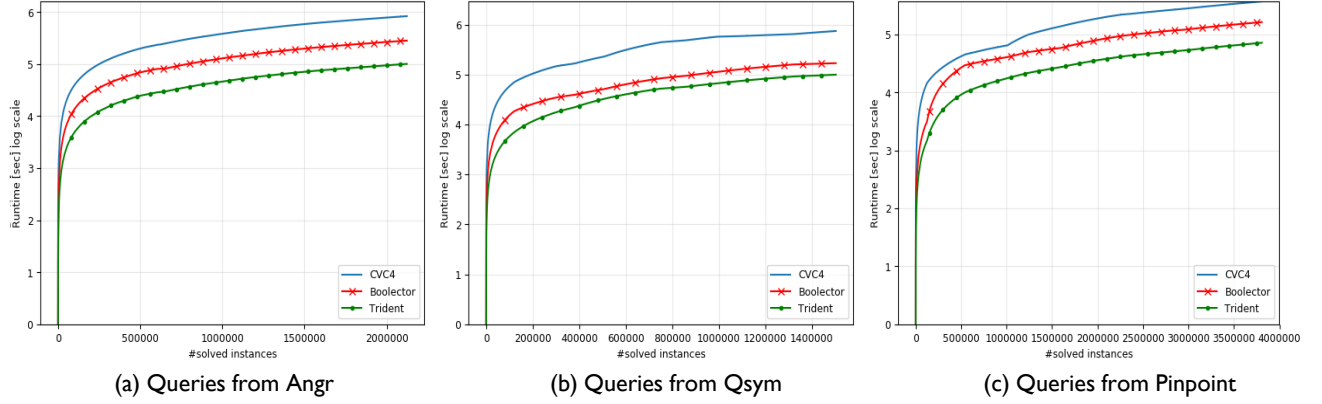 6
5
4
3
2
1
0
Runtime [sec] log scale
CVC4
Boolector
Trident
0 500000 1000000 1500000 2000000
#solved instances
(a) Queries from Angr
6
5
4
3
2
1
0
Runtime [sec] log scale
CVC4
Boolector
Trident
0 200000 400000 600000 800000 1000000 1200000 1400000
#solved instances
(b) Queries from Qsym
5
4
3
2
1
0
Runtime [sec] log scale
CVC4
Boolector
Trident
0 500000 1000000 1500000 2000000 2500000 3000000 3500000 4000000
#solved instances
(c) Queries from Pinpoint